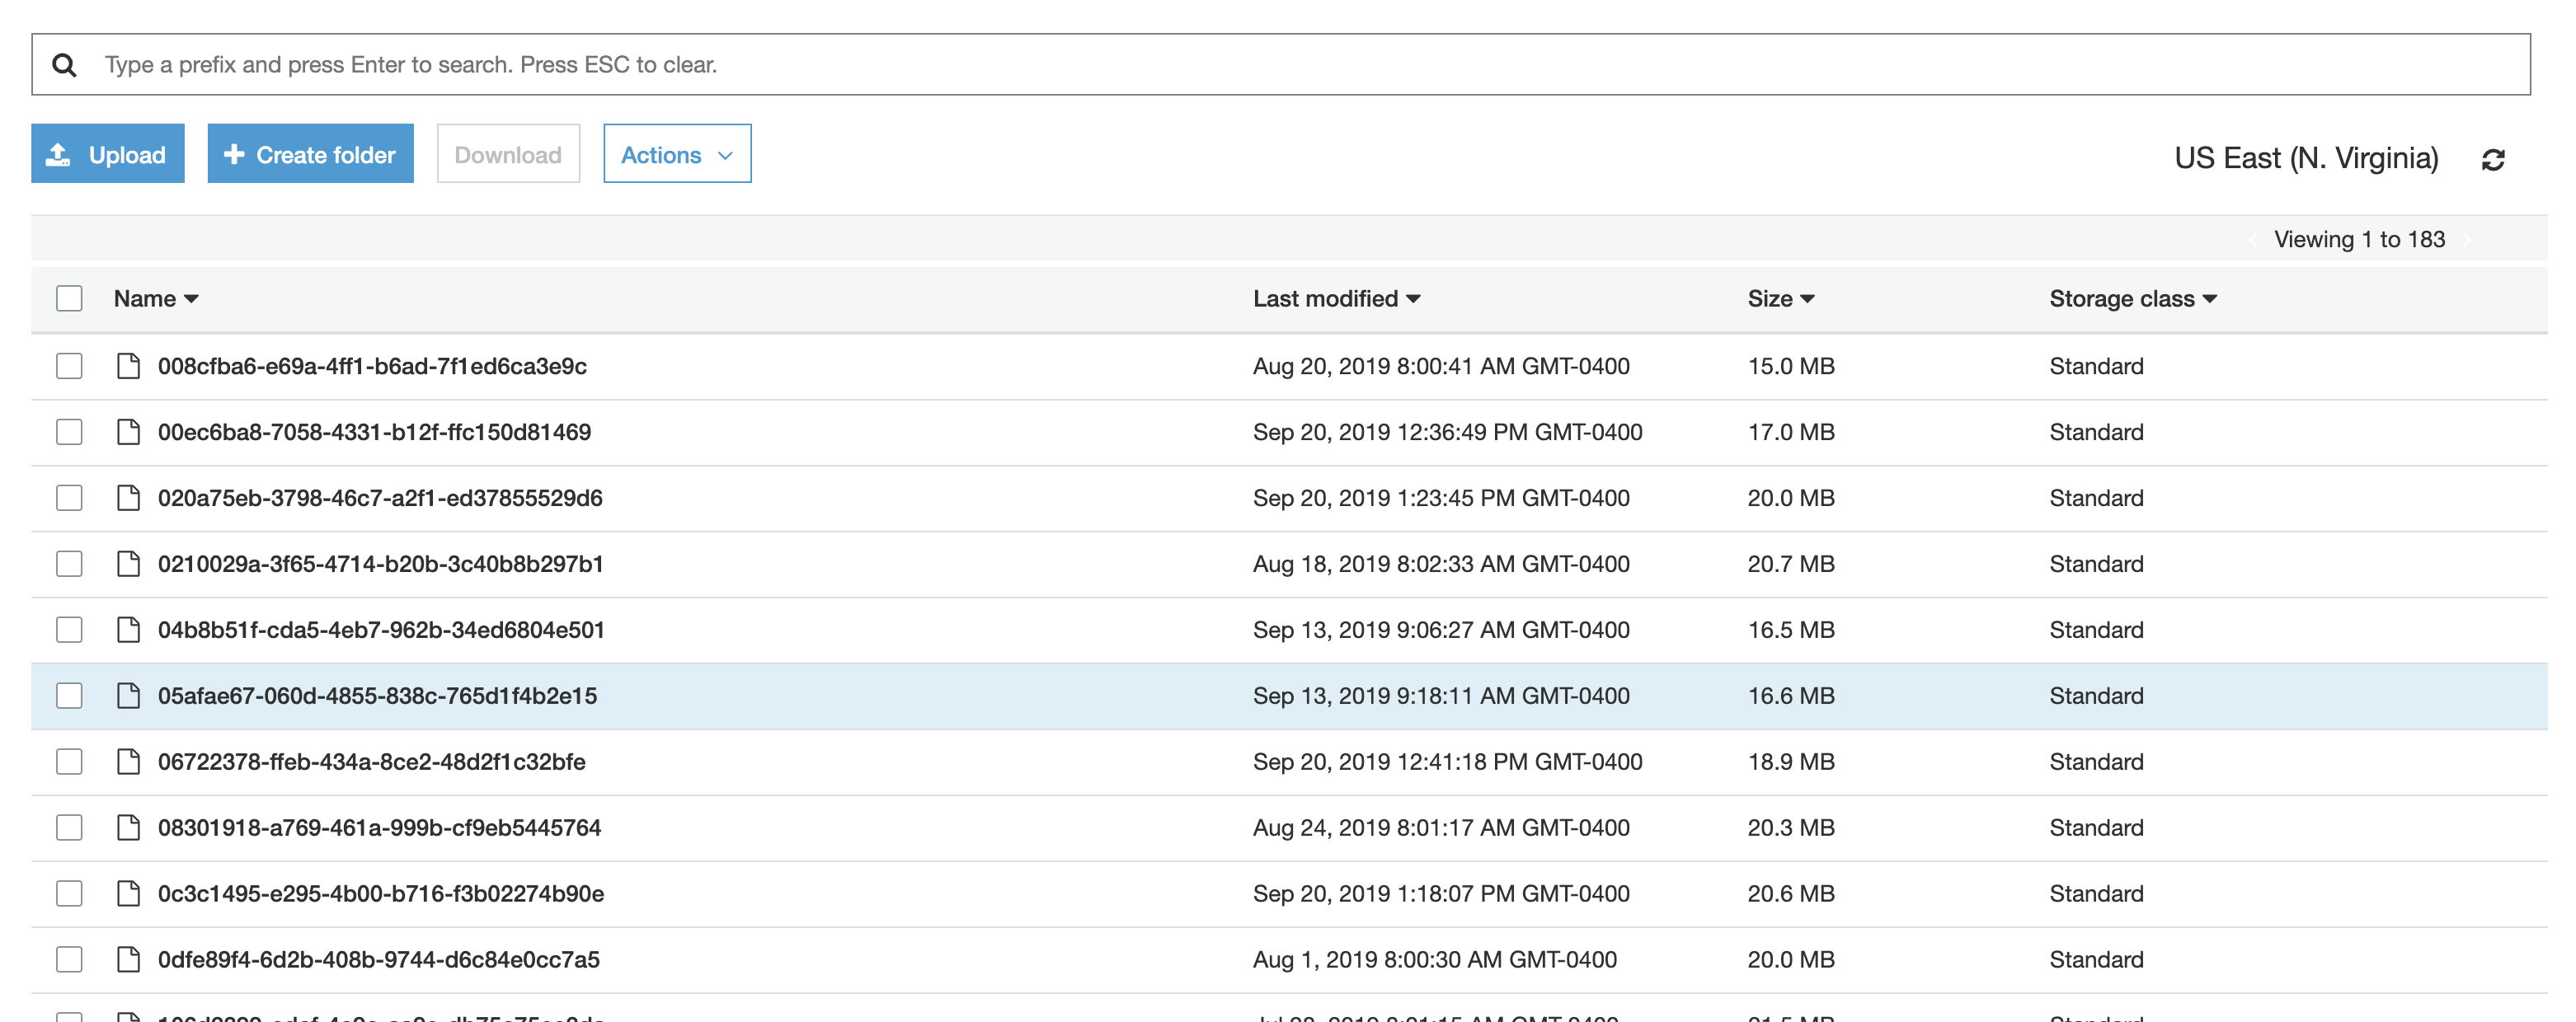 Type a prefix and press Enter to search. Press ESC to clear.
Upload Create folder Download Actions US East (N. Virginia)
Viewing 1 to 183
Name Last modified Size Storage class
008cfba6-e69a-4ff1-b6ad-7f1ed6ca3e9c Aug 20, 2019 8:00:41 AM GMT-0400 15.0 MB Standard
00ec6ba8-7058-4331-b12f-ffc150d81469 Sep 20, 2019 12:36:49 PM GMT-0400 17.0 MB Standard
020a75eb-3798-46c7-a2f1-ed37855529d6 Sep 20, 2019 1:23:45 PM GMT-0400 20.0 MB Standard
0210029a-3f65-4714-b20b-3c40b8b297b1 Aug 18, 2019 8:02:33 AM GMT-0400 20.7 MB Standard
04b8b51f-cda5-4eb7-962b-34ed6804e501 Sep 13, 2019 9:06:27 AM GMT-0400 16.5 MB Standard
05afae67-060d-4855-838c-765d1f4b2e15 Sep 13, 2019 9:18:11 AM GMT-0400 16.6 MB Standard
06722378-ffeb-434a-8ce2-48d2f1c32bfe Sep 20, 2019 12:41:18 PM GMT-0400 18.9 MB Standard
08301918-a769-461a-999b-cf9eb5445764 Aug 24, 2019 8:01:17 AM GMT-0400 20.3 MB Standard
0c3c1495-e295-4b00-b716-f3b02274b90e Sep 20, 2019 1:18:07 PM GMT-0400 20.6 MB Standard
0dfe89f4-6d2b-408b-9744-d6c84e0cc7a5 Aug 1, 2019 8:00:30 AM GMT-0400 20.0 MB Standard